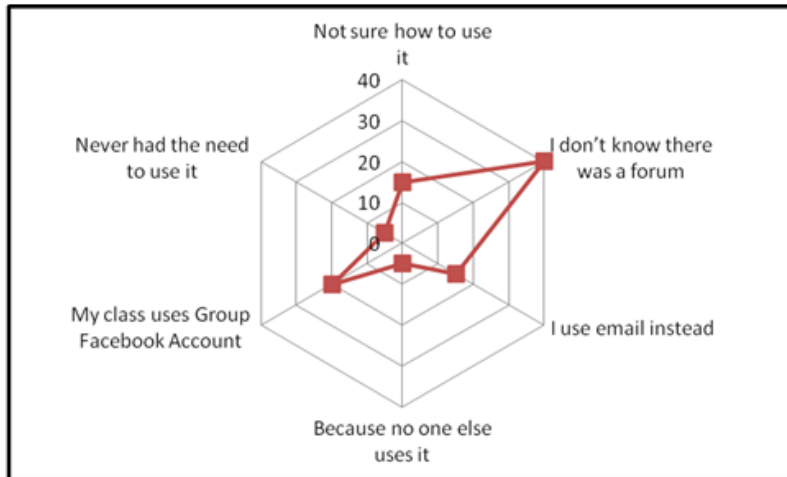 Not sure how to use
it
40
30
20
10
0
I don't know there
was a forum
I use email instead
Because no one else
uses it
My class uses Group
Facebook Account
Never had the need
to use it